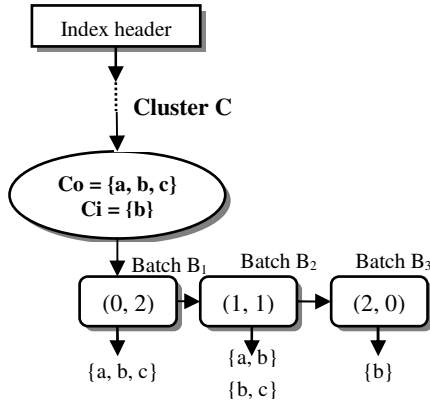 Index header
Cluster C
Co = {a, b, c}
Ci = {b}
Batch B₁ Batch B₂ Batch B₃
(0, 2) (1, 1) (2, 0)
{a, b, c} {a, b} {b}
{b, c}